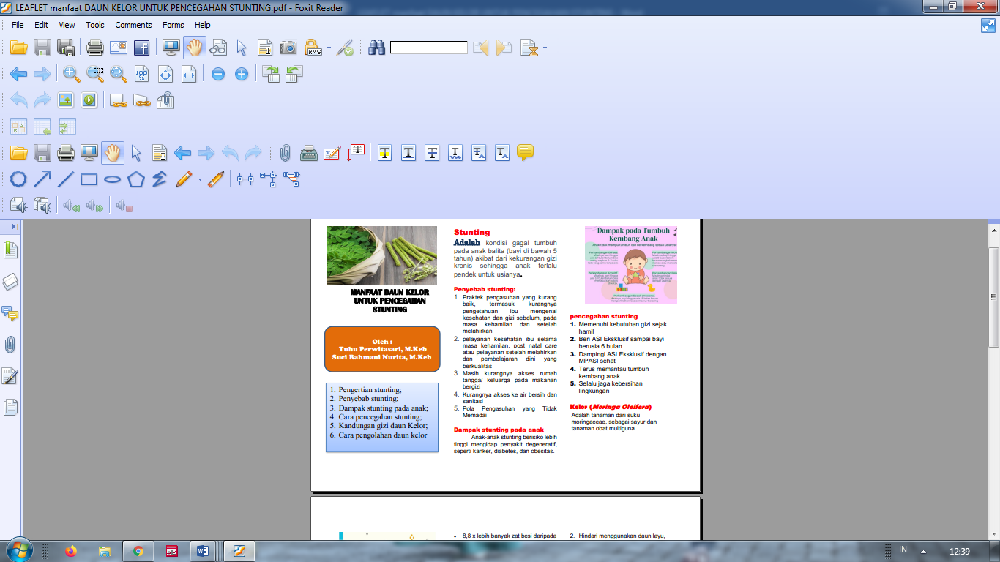 LEAFLET manfaat DAUN KELOR UNTUK PENCEGAHAN STUNTING.pdf - Foxit Reader
File Edit View Tools Comments Forms Help
MANFAAT DAUN KELOR
UNTUK PENCEGAHAN
STUNTING
Oleh :
Tuhu Perwitasari, M.Keb
Suci Rahmani Nurita, M.Keb
1. Pengertian stunting;
2. Penyebab stunting;
3. Dampak stunting pada anak;
4. Cara pencegahan stunting;
5. Kandungan gizi daun Kelor;
6. Cara pengolahan daun kelor
Stunting
Adalah kondisi gagal tumbuh
pada anak balita (bayi di bawah 5
tahun) akibat dari kekurangan gizi
kronis sehingga anak terlalu
pendek untuk usianya.
Penyebab stunting:
1. Praktek pengasuhan yang kurang
baik, termasuk kurangnya
pengetahuan ibu mengenai
kesehatan dan gizi sebelum, pada
masa kehamilan dan setelah
melahirkan
2. pelayanan kesehatan ibu selama
masa kehamilan, post natal care
atau pelayanan setelah melahirkan
dan pembelajaran dini yang
berkualitas
3. Masih kurangnya akses rumah
tangga/ keluarga pada makanan
bergizi
4. Kurangnya akses ke air bersih dan
sanitasi
5. Pola Pengasuhan yang Tidak
Memadai
Dampak stunting pada anak
Anak-anak stunting berisiko lebih
tinggi mengidap penyakit degeneratif,
seperti kanker, diabetes, dan obesitas.
Dampak pada Tumbuh
Kembang Anak
pencegahan stunting
1. Memenuhi kebutuhan gizi sejak
hamil
2. Beri ASI Eksklusif sampai bayi
berusia 6 bulan
3. Dampingi ASI Eksklusif dengan
MPASI sehat
4. Terus memantau tumbuh
kembang anak
5. Selalu jaga kebersihan
lingkungan
Kelor (Moringa Oleifera)
Adalah tanaman dari suku
moringaceae, sebagai sayur dan
tanaman obat multiguna.
• 8,8 x lebih banyak zat besi daripada
2. Hindari menggunakan daun layu,
IN
12:39